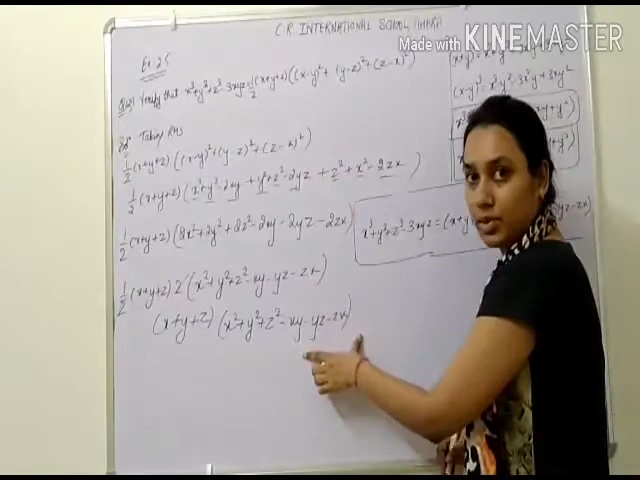 C.R. INTERNATIONAL SCHOOL
Made with KINEMASTER
Ex 2.5
Verify that x³+y³+z³-3xyz=1/2(x+y+z)((x-y)²+(y-z)²+(z-x)²)
Taking RHS
1/2(x+y+z)((x-y)²+(y-z)²+(z-x)²)
1/2(x+y+z)(x²+y²-2xy+y²+z²-2yz+z²+x²-2zx)
1/2(x+y+z)(2x²+2y²+2z²-2xy-2yz-2zx)
1/2(x+y+z)2(x²+y²+z²-xy-yz-zx)
(x+y+z)(x²+y²+z²-xy-yz-zx)
x³+y³+z³-3xyz=(x+y yz-zx)